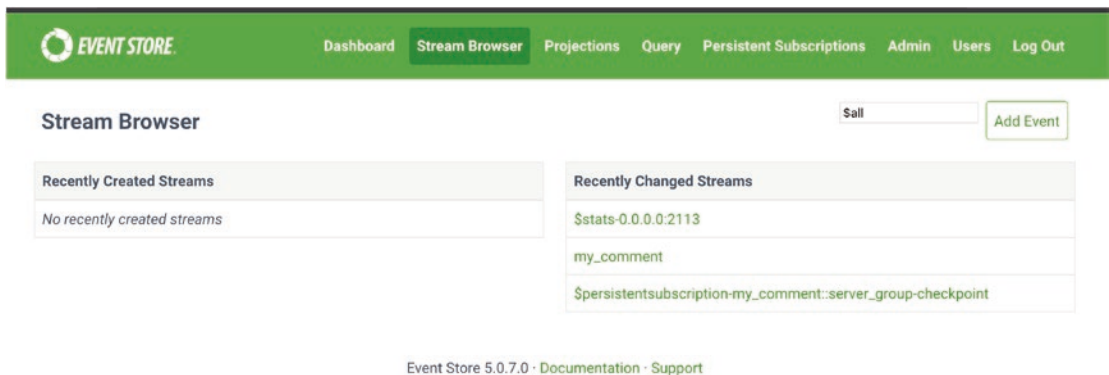 EVENT STORE.
Dashboard Stream Browser Projections Query Persistent Subscriptions Admin Users Log Out
Stream Browser
$all
Add Event
Recently Created Streams
No recently created streams
Recently Changed Streams
$stats-0.0.0.0:2113
my_comment
$persistentsubscription-my_comment::server_group-checkpoint
Event Store 5.0.7.0 · Documentation · Support